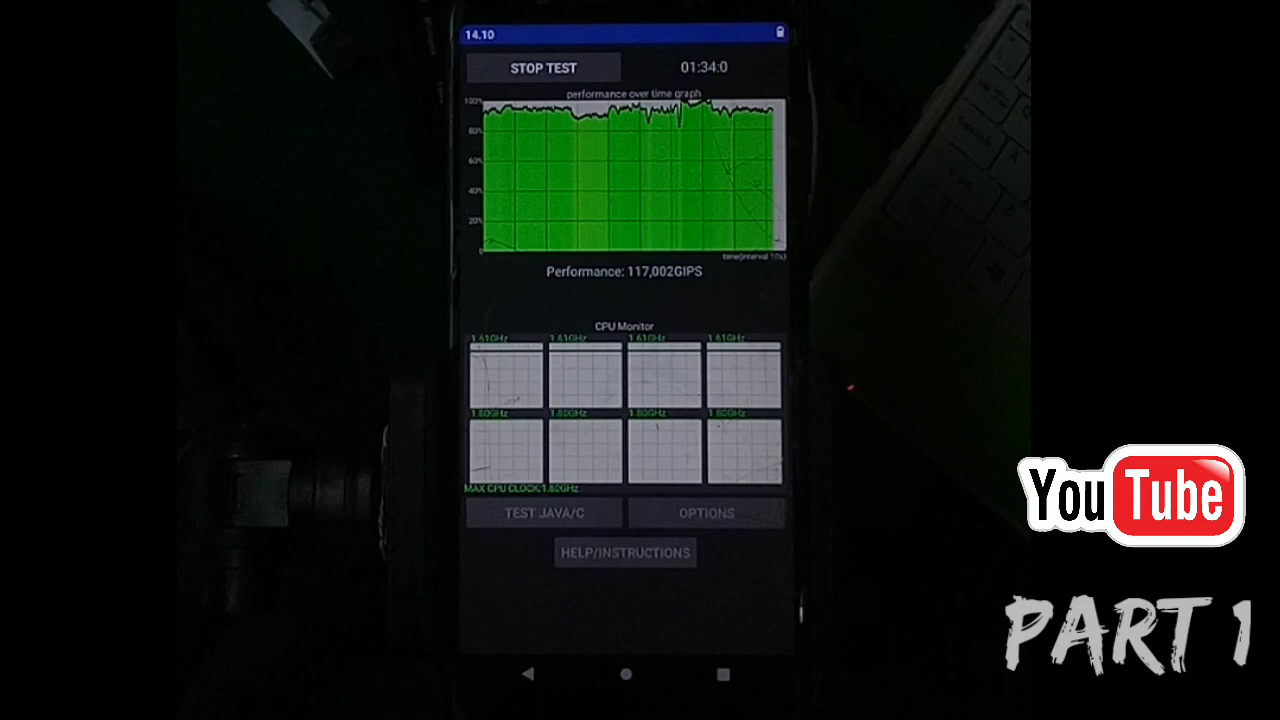 14.10
STOP TEST
01:34:0
performance over time graph
100%
80%
60%
40%
20%
0
time(interval 10s)
Performance: 117,002GIPS
CPU Monitor
1.61GHz 1.61GHz 1.61GHz 1.61GHz
1.80GHz 1.80GHz 1.80GHz 1.80GHz
MAX CPU CLOCK:1.80GHz
TEST JAVA/C
OPTIONS
HELP/INSTRUCTIONS
YouTube
PART 1